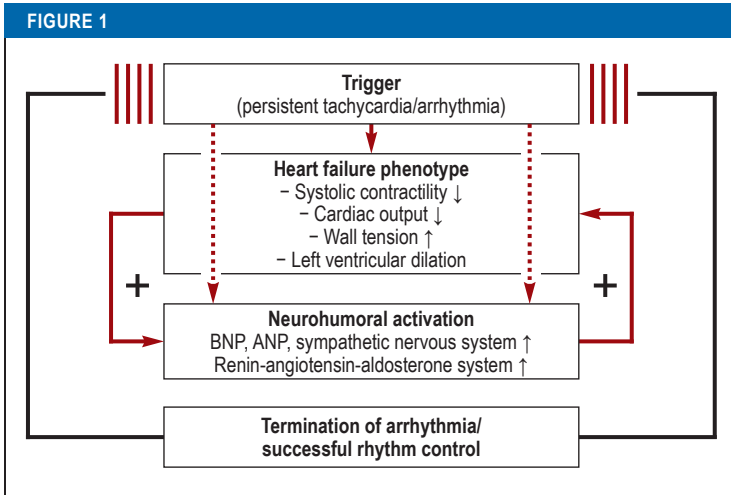 FIGURE 1
Trigger
(persistent tachycardia/arrhythmia)
Heart failure phenotype
– Systolic contractility ↓
– Cardiac output ↓
– Wall tension ↑
– Left ventricular dilation
+
+
Neurohumoral activation
BNP, ANP, sympathetic nervous system ↑
Renin-angiotensin-aldosterone system ↑
Termination of arrhythmia/
successful rhythm control